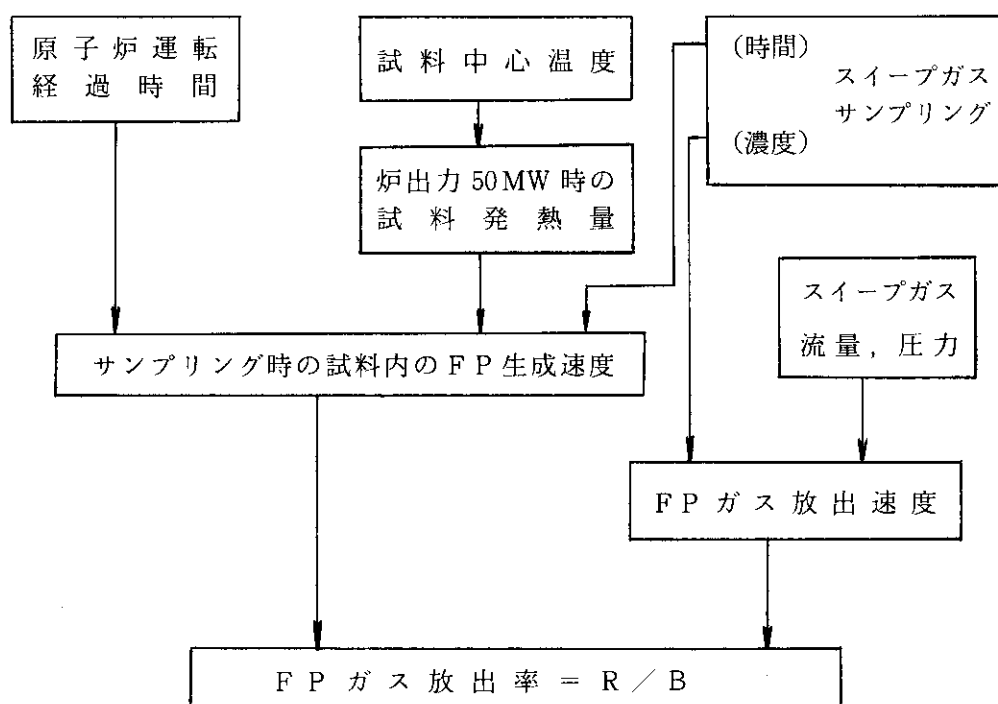 原子炉運転
経過時間
試料中心温度
(時間)
スイープガス
サンプリング
(濃度)
炉出力50MW時の
試料発熱量
スイープガス
流量,圧力
サンプリング時の試料内のFP生成速度
FPガス放出速度
FPガス放出率=R/B